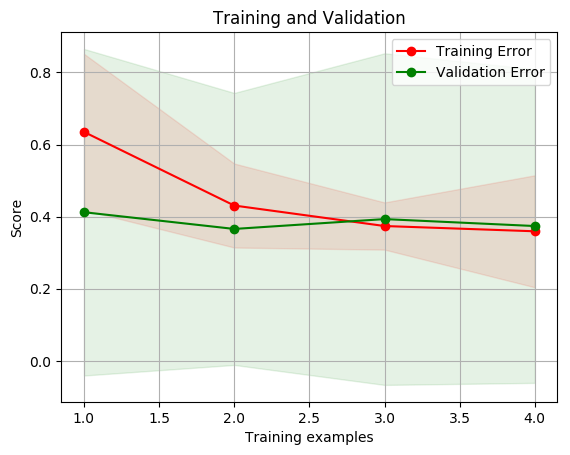 Training and Validation
Training Error
Validation Error
Score
0.8
0.6
0.4
0.2
0.0
1.0 1.5 2.0 2.5 3.0 3.5 4.0
Training examples